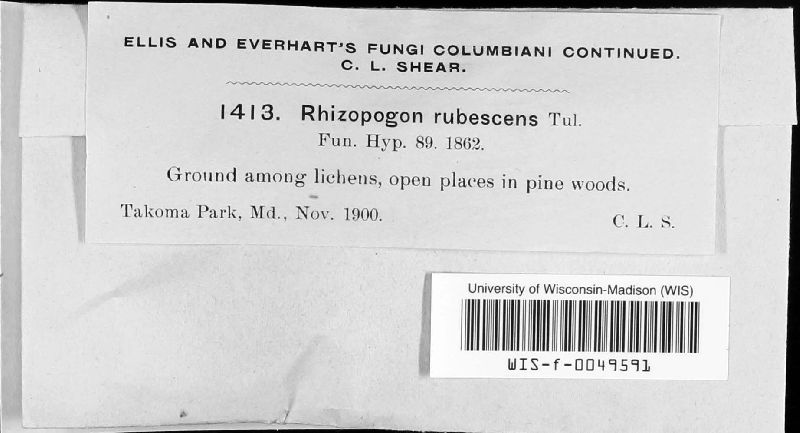 ELLIS AND EVERHART'S FUNGI COLUMBIANI CONTINUED.
C. L. SHEAR.
1413. Rhizopogon rubescens Tul.
Fun. Hyp. 89. 1862.
Ground among lichens, open places in pine woods.
Takoma Park, Md., Nov. 1900.
C. L. S.
University of Wisconsin-Madison (WIS)
WIS-f-0049591